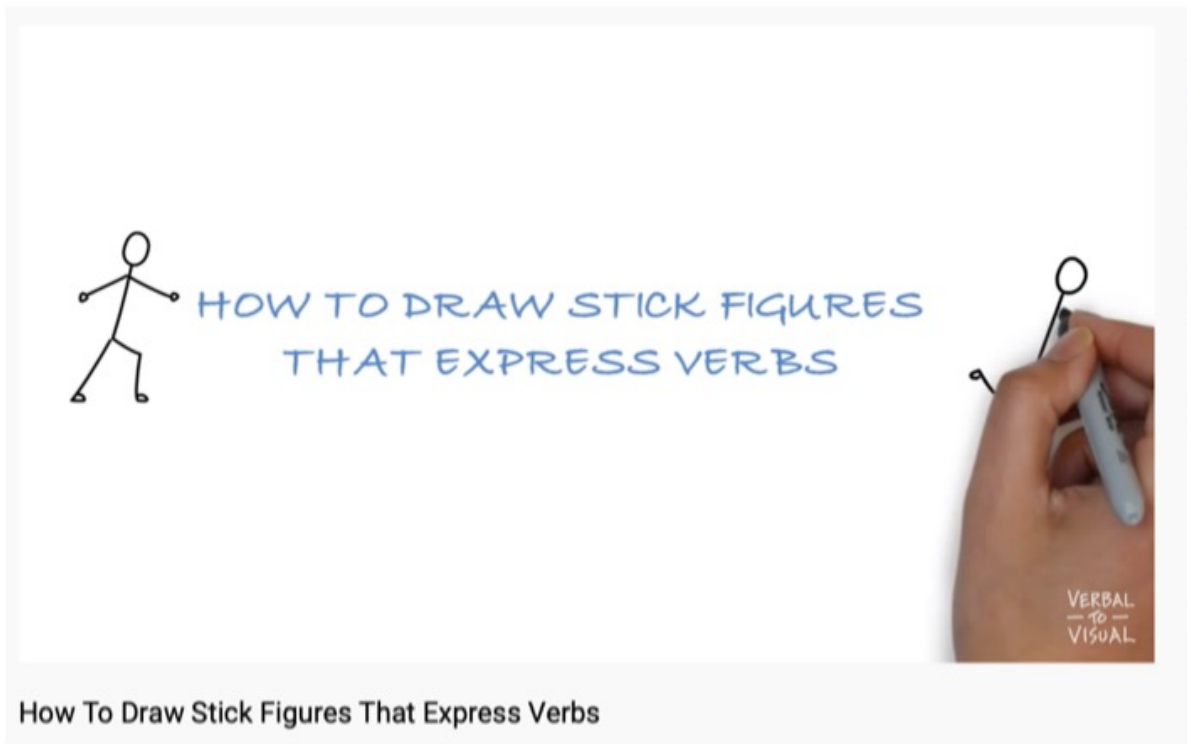 HOW TO DRAW STICK FIGURES
THAT EXPRESS VERBS
VERBAL
TO
VISUAL
How To Draw Stick Figures That Express Verbs